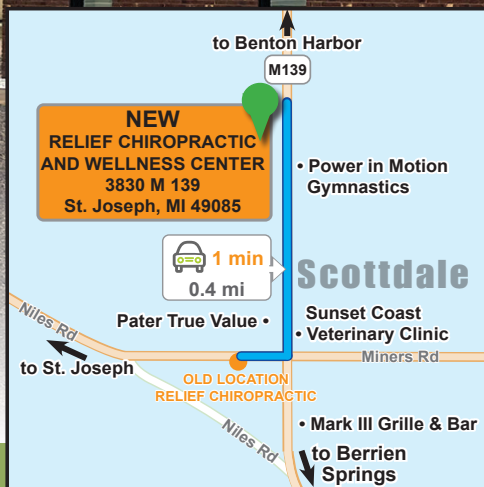 to Benton Harbor
M139
NEW
RELIEF CHIROPRACTIC
AND WELLNESS CENTER
3830 M 139
St. Joseph, MI 49085
• Power in Motion
Gymnastics
1 min
0.4 mi
Scottdale
Niles Rd
Pater True Value •
Sunset Coast
• Veterinary Clinic
Miners Rd
to St. Joseph
OLD LOCATION
RELIEF CHIROPRACTIC
Niles Rd
• Mark III Grille & Bar
to Berrien
Springs